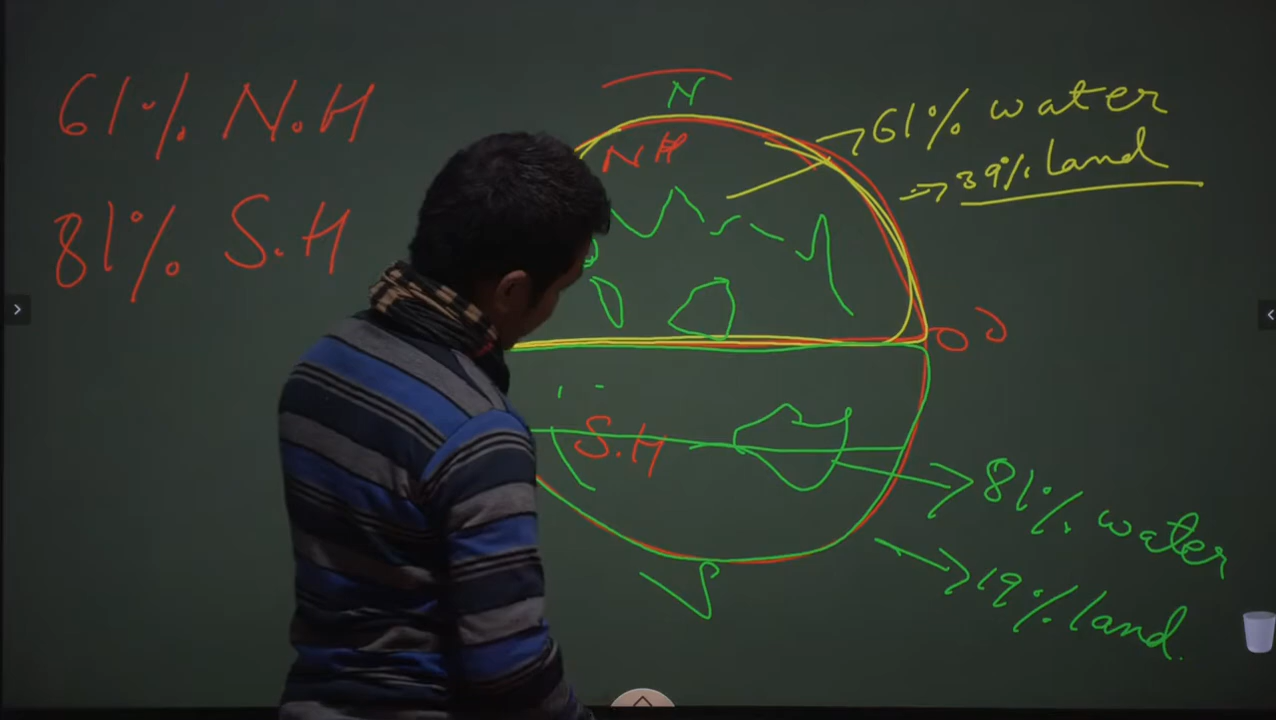 61% N.H
81% S.H
N
NH
61% water
39% land
0
S.H
81% water
19% land.
S